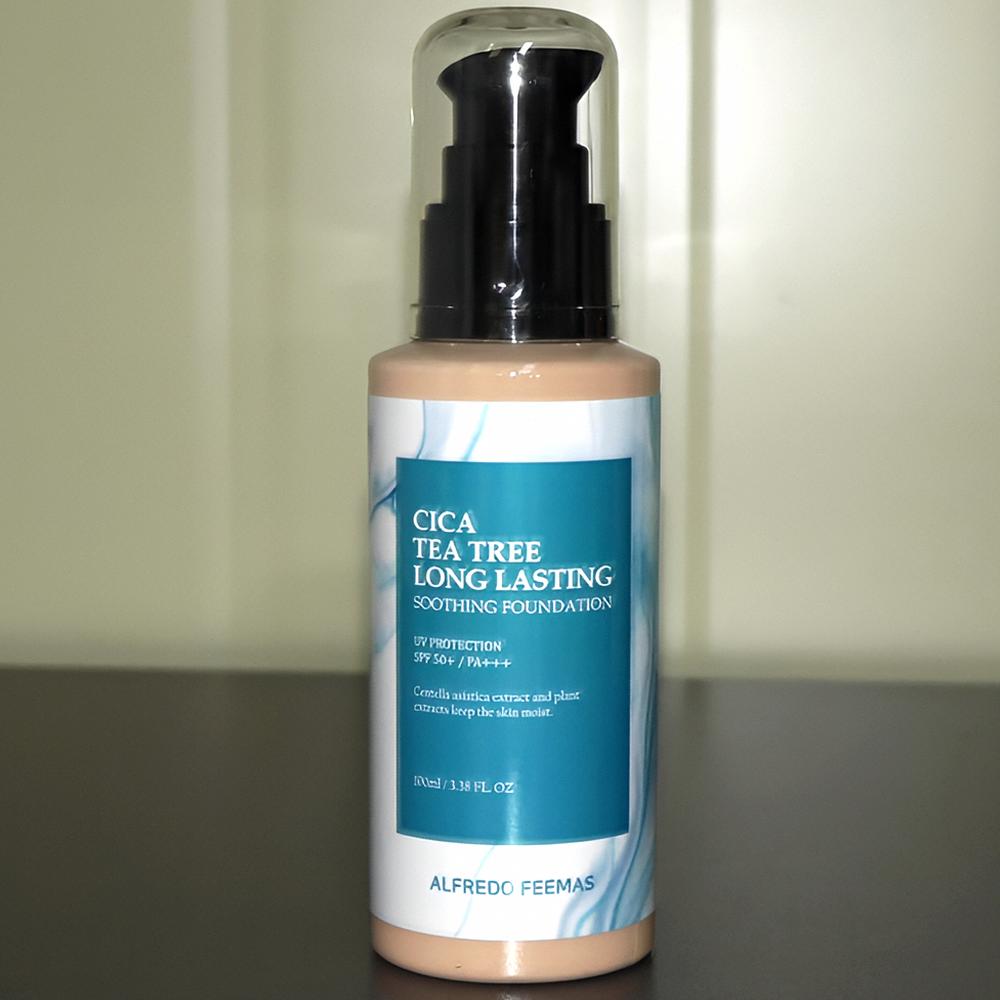 CICA
TEA TREE
LONG LASTING
SOOTHING FOUNDATION
UV PROTECTION
SPF 50+ / PA+++
Centella asiatica extract and plant
extracts keep the skin moist.
100ml / 3.38 FL. OZ
ALFREDO FEEMAS